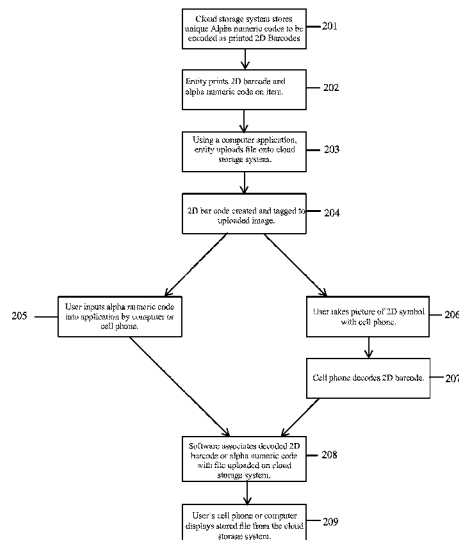 Cloud storage system stores
unique Alpha numeric codes to be
encoded as printed 2D Barcodes
201
Entity prints 2D barcode and
alpha numeric code on item.
202
Using a computer application,
entity uploads file onto cloud
storage system.
203
2D bar code created and tagged to
uploaded image.
204
205
User inputs alpha numeric code
into application by computer or
cell phone.
User takes picture of 2D symbol
with cell phone.
206
Cell phone decodes 2D barcode.
207
Software associates decoded 2D
barcode or alpha numeric code
with file uploaded on cloud
storage system.
208
User's cell phone or computer
displays stored file from the cloud
storage system.
209